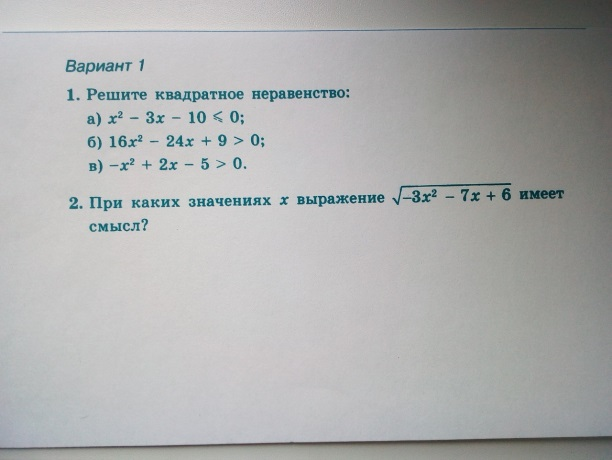 Вариант 1
1. Решите квадратное неравенство:
а) x² − 3x − 10 ⩽ 0;
б) 16x² − 24x + 9 > 0;
в) −x² + 2x − 5 > 0.
2. При каких значениях x выражение √(−3x² − 7x + 6) имеет
смысл?